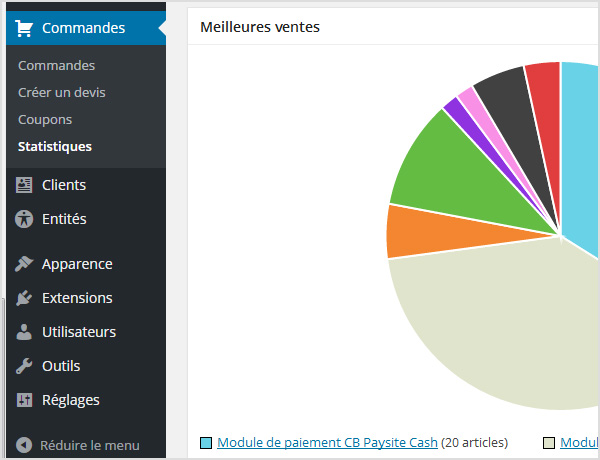 Commandes
Commandes
Créer un devis
Coupons
Statistiques
Clients
Entités
Apparence
Extensions
Utilisateurs
Outils
Réglages
Réduire le menu
Meilleures ventes
Module de paiement CB Paysite Cash (20 articles)
Modul